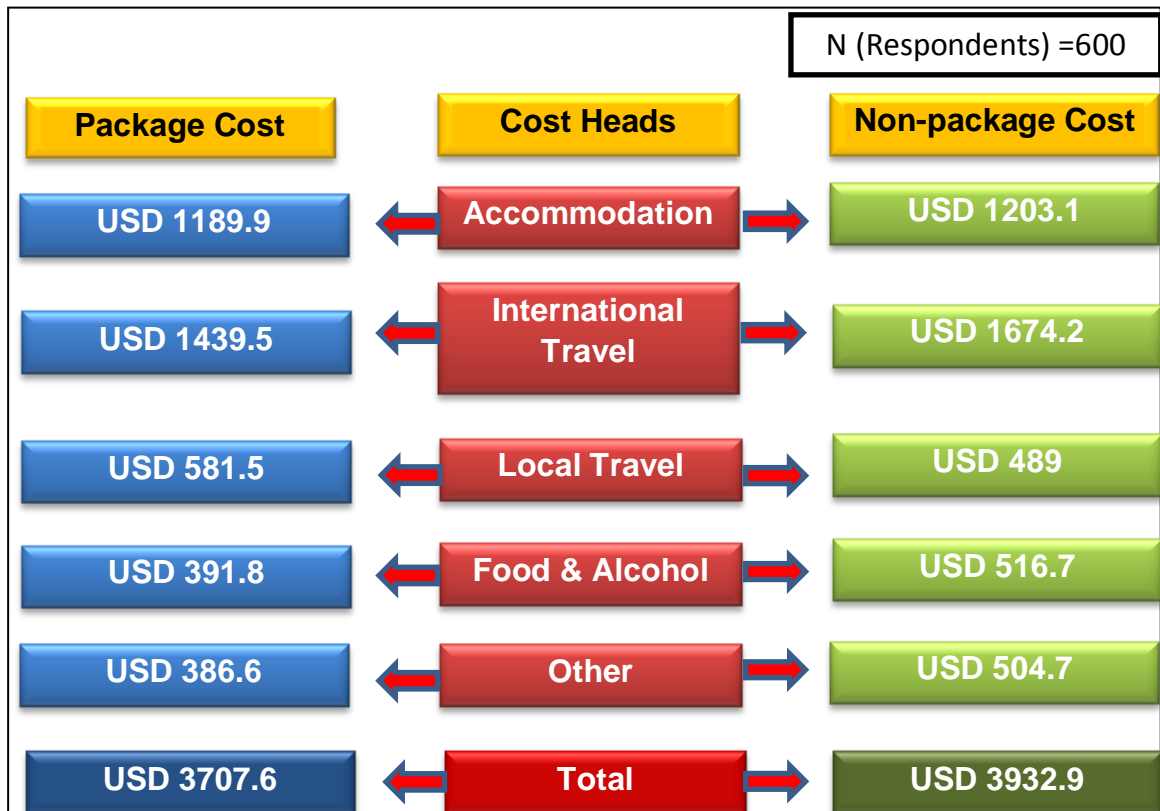 N (Respondents) =600
Package Cost
Cost Heads
Non-package Cost
USD 1189.9
Accommodation
USD 1203.1
USD 1439.5
International
Travel
USD 1674.2
USD 581.5
Local Travel
USD 489
USD 391.8
Food & Alcohol
USD 516.7
USD 386.6
Other
USD 504.7
USD 3707.6
Total
USD 3932.9